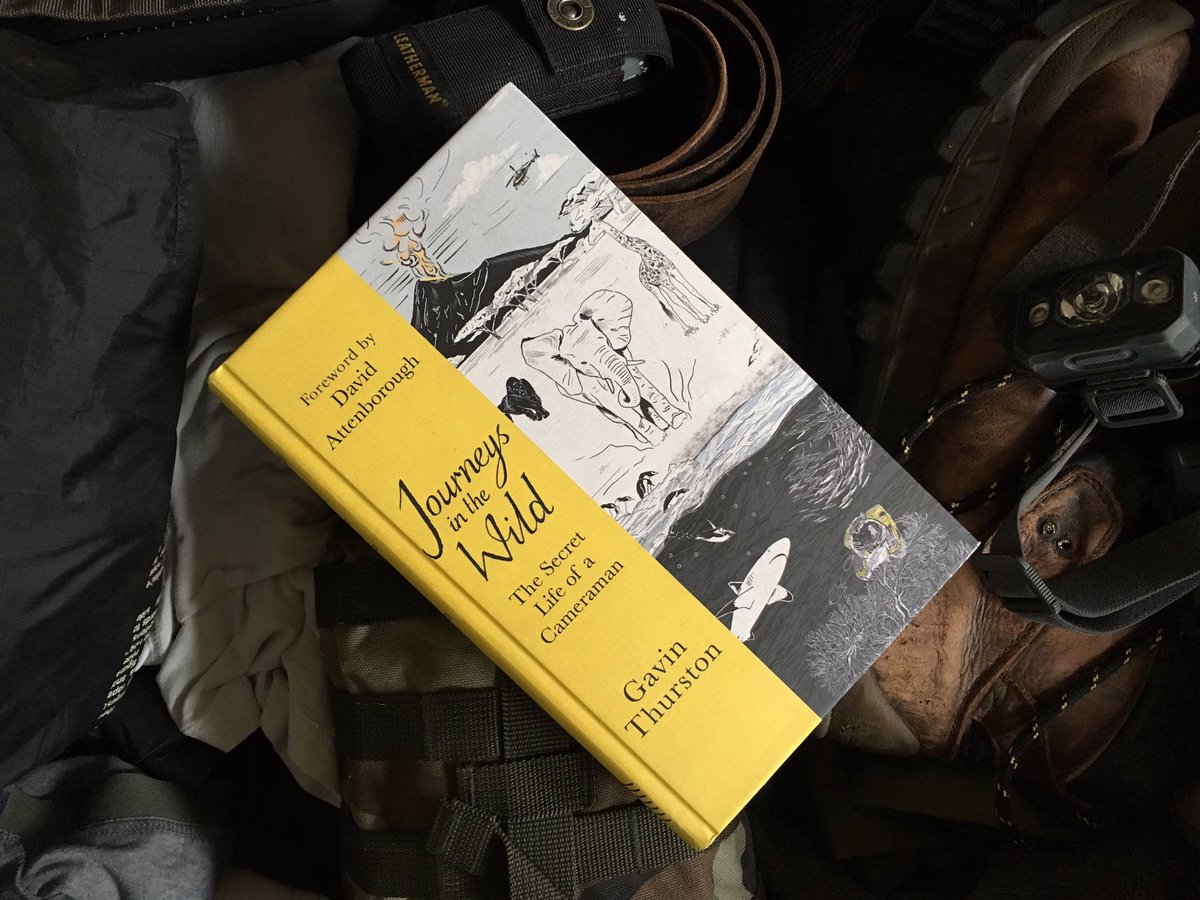 LEATHERMAN®
Foreword by
David
Attenborough
Journeys
in the
Wild
The Secret
Life of a
Cameraman
Gavin
Thurston